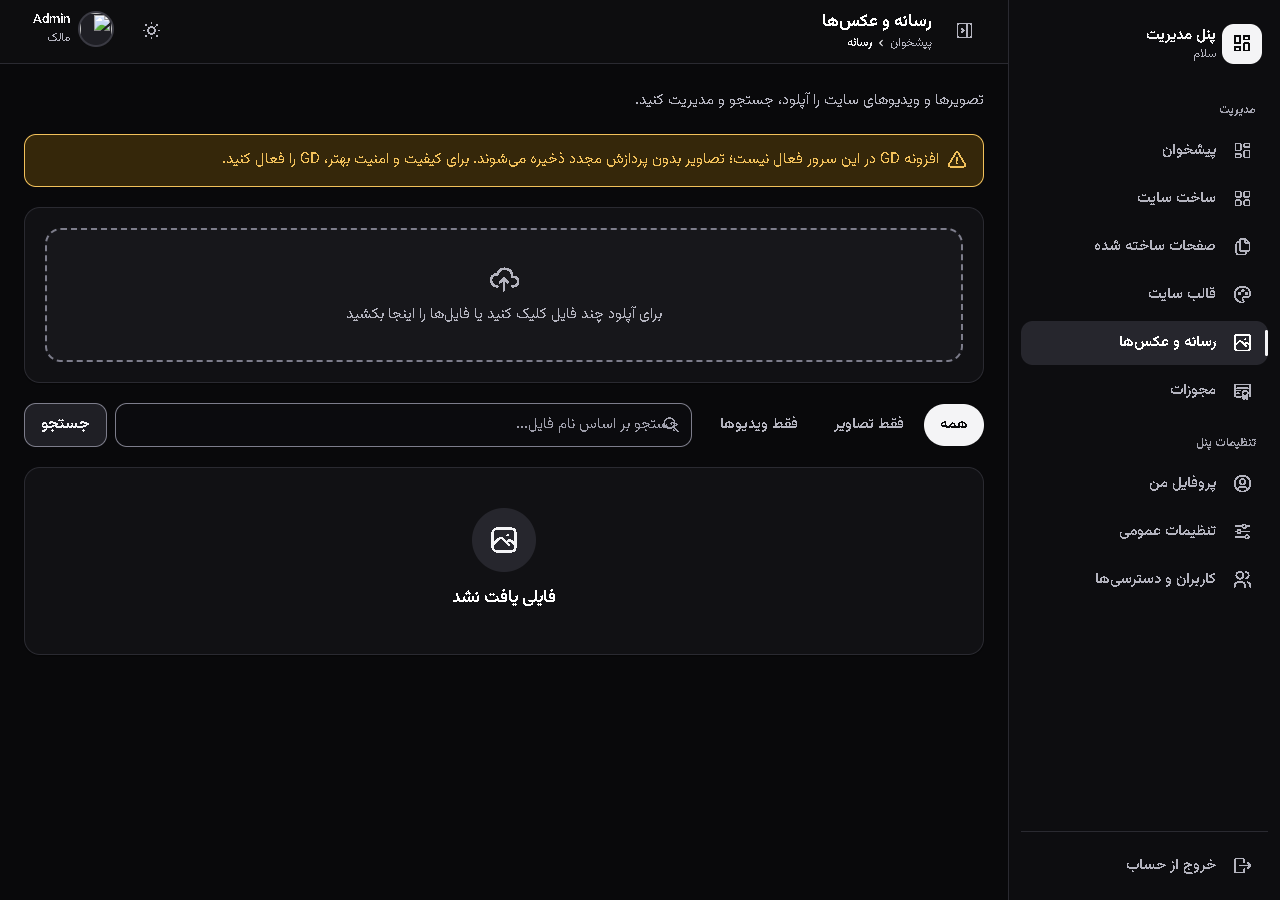 پنل مدیریت
سلام
مدیریت
پیشخوان
ساخت سایت
صفحات ساخته شده
قالب سایت
رسانه و عکس‌ها
مجوزات
تنظیمات پنل
پروفایل من
تنظیمات عمومی
کاربران و دسترسی‌ها
خروج از حساب
رسانه و عکس‌ها
پیشخوان › رسانه
Admin
مالک
تصویرها و ویدیوهای سایت را آپلود، جستجو و مدیریت کنید.
افزونه GD در این سرور فعال نیست؛ تصاویر بدون پردازش مجدد ذخیره می‌شوند. برای کیفیت و امنیت بهتر، GD را فعال کنید.
برای آپلود چند فایل کلیک کنید یا فایل‌ها را اینجا بکشید
همه
فقط تصاویر
فقط ویدیوها
جستجو بر اساس نام فایل...
جستجو
فایلی یافت نشد